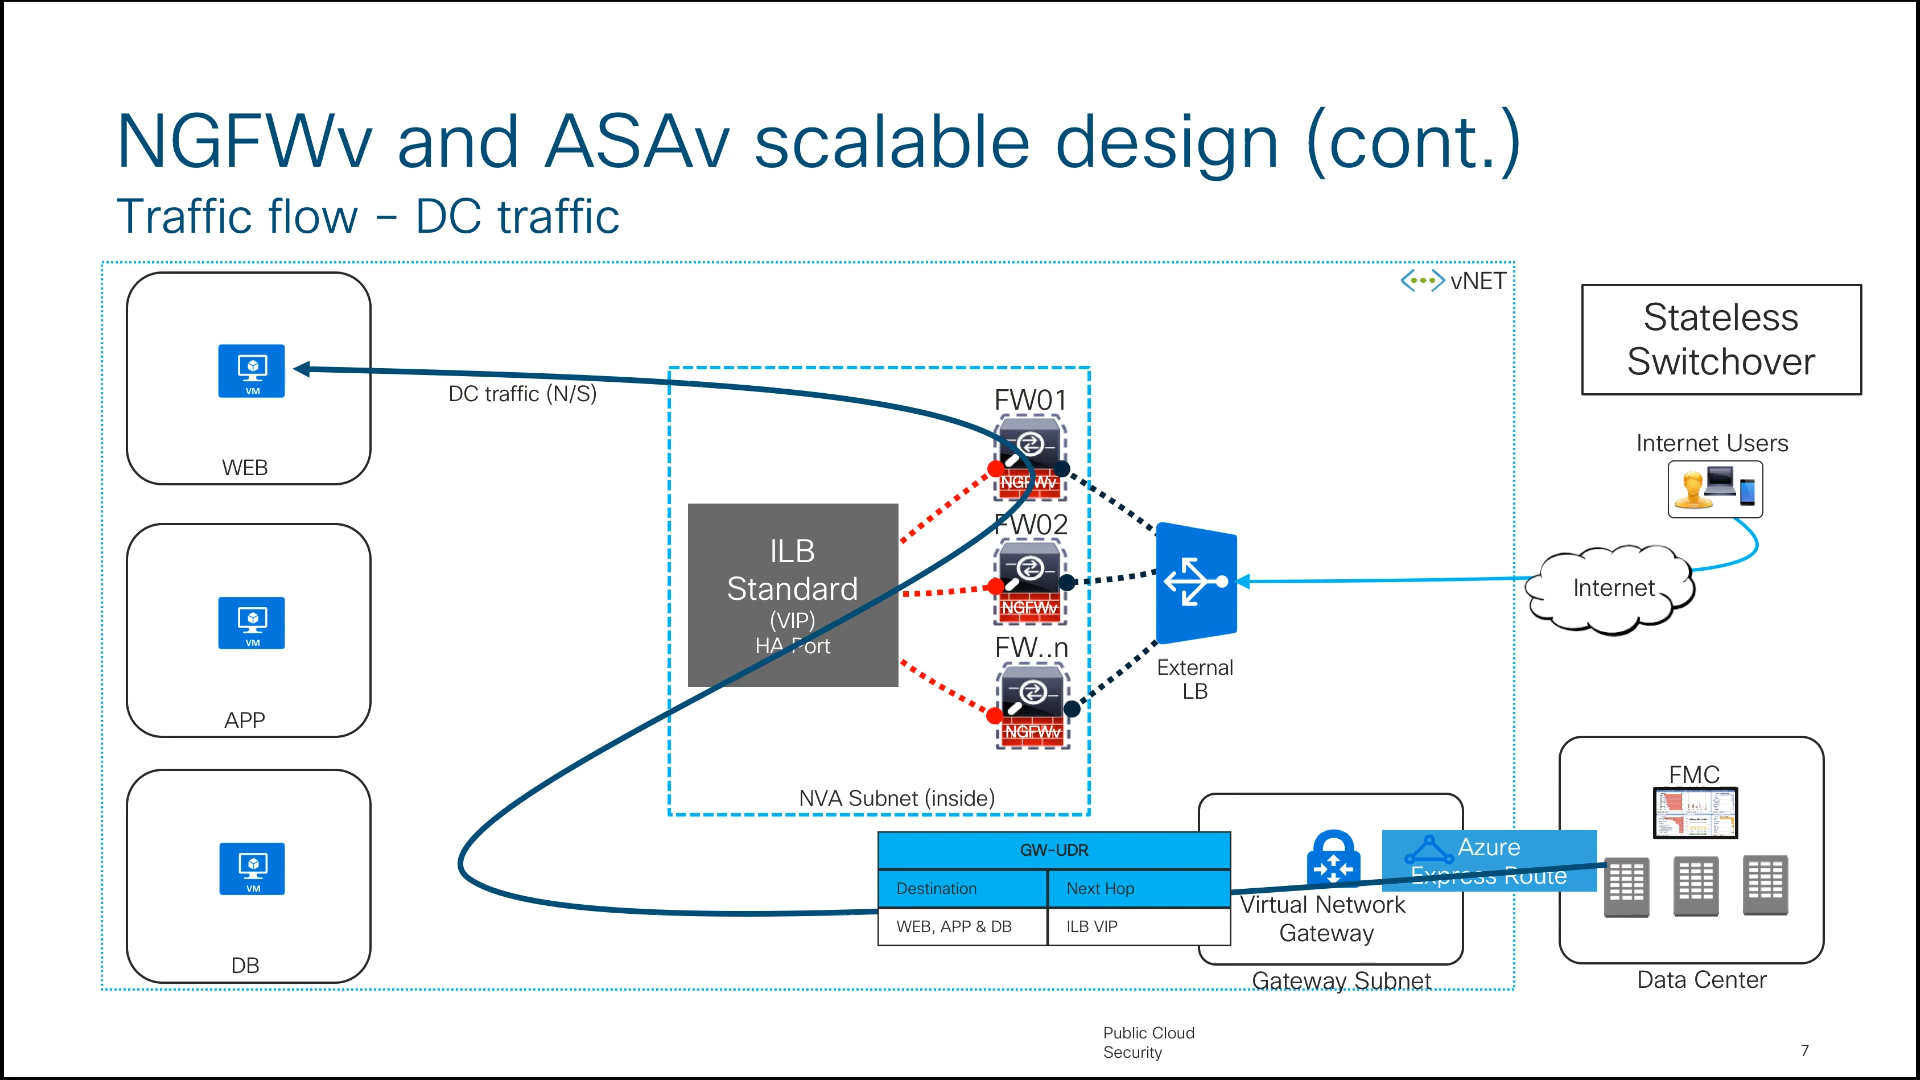 NGFWv and ASAv scalable design (cont.)
Traffic flow – DC traffic
vNET
Stateless
Switchover
VM
WEB
DC traffic (N/S)
FW01
NGFWv
Internet Users
ILB
Standard
(VIP)
HA Port
FW02
NGFWv
Internet
VM
APP
FW..n
NGFWv
External
LB
NVA Subnet (inside)
FMC
GW-UDR
Destination
Next Hop
WEB, APP & DB
ILB VIP
Azure
Express Route
Virtual Network
Gateway
VM
DB
Gateway Subnet
Data Center
Public Cloud
Security
7